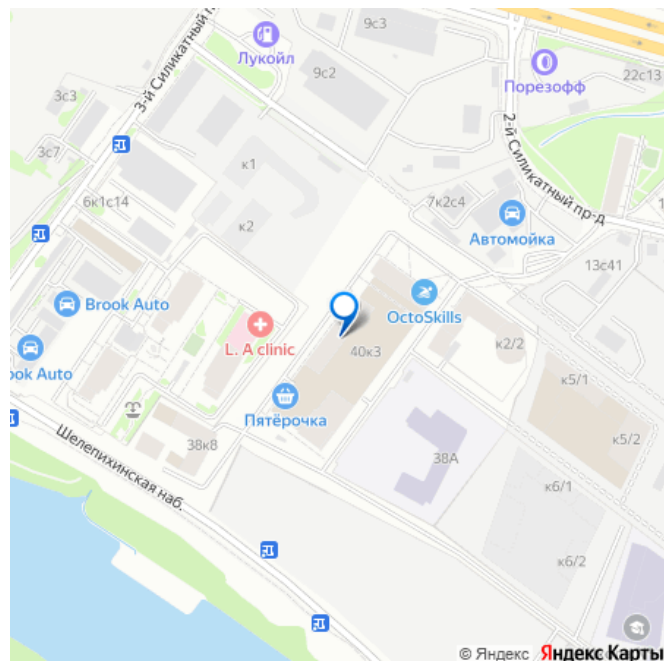 9с3
Лукойл
9с2
Порезофф
22с13
3с3
3-й Силикатный п
2-й Силикатный пр-д
3с7
к1
6к1с14
к2
7к2с4
Автомойка
13с41
Brook Auto
OctoSkills
L. A clinic
40к3
к2/2
ook Auto
к5/1
Пятёрочка
38к8
38А
к5/2
Шелепихинская наб.
к6/1
к6/2
© Яндекс Яндекс Карты